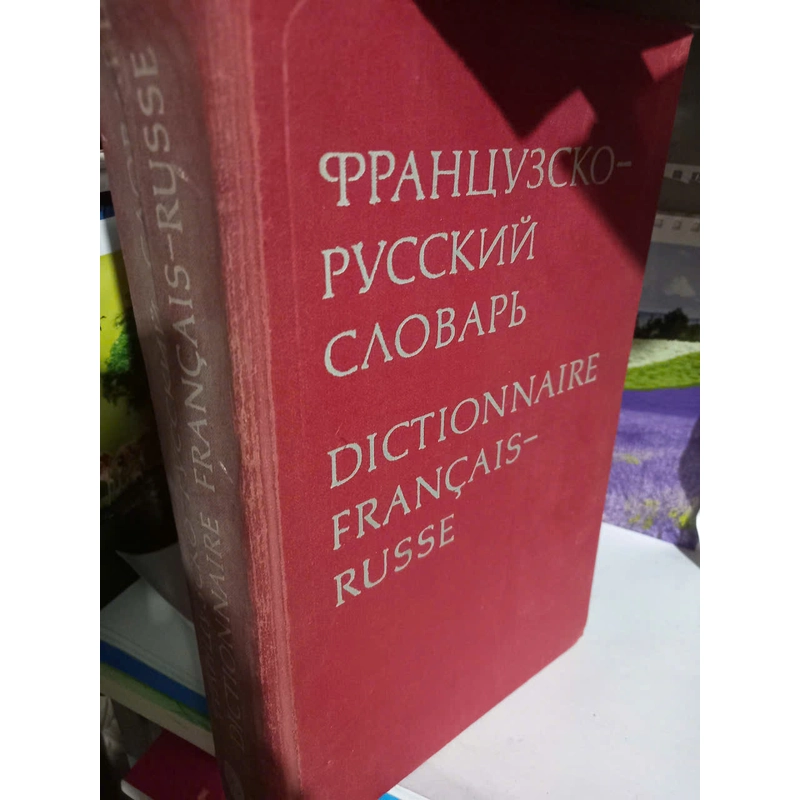 ФРАНЦУЗСКО–
РУССКИЙ
СЛОВАРЬ
DICTIONNAIRE
FRANÇAIS–
RUSSE
DICTIONNAIRE FRANÇAIS–RUSSE